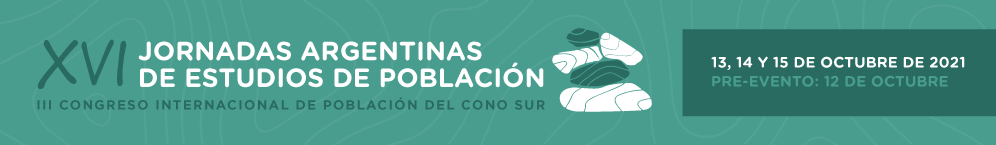 XVI JORNADAS ARGENTINAS
DE ESTUDIOS DE POBLACIÓN
III CONGRESO INTERNACIONAL DE POBLACIÓN DEL CONO SUR
13, 14 Y 15 DE OCTUBRE DE 2021
PRE-EVENTO: 12 DE OCTUBRE